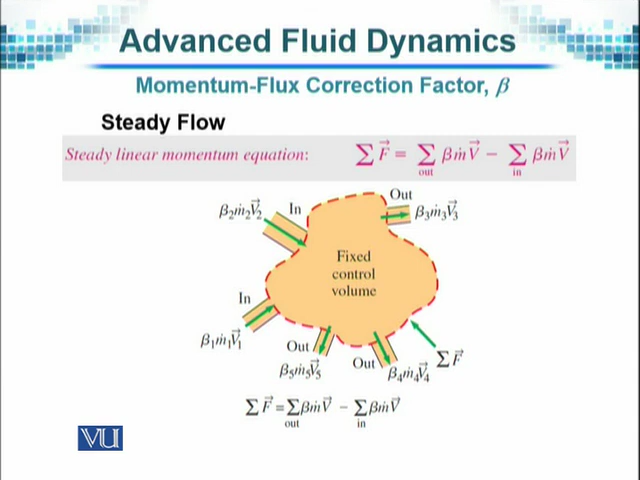 Advanced Fluid Dynamics
Momentum-Flux Correction Factor, β
Steady Flow
Steady linear momentum equation: ∑F⃗ = ∑out βṁV⃗ − ∑in βṁV⃗
Out
In
β₂ṁ₂V⃗₂
β₃ṁ₃V⃗₃
Fixed
control
volume
In
β₁ṁ₁V⃗₁
Out
β₅ṁ₅V⃗₅
Out
β₄ṁ₄V⃗₄
∑F⃗
∑F⃗ = ∑out βṁV⃗ − ∑in βṁV⃗
VU